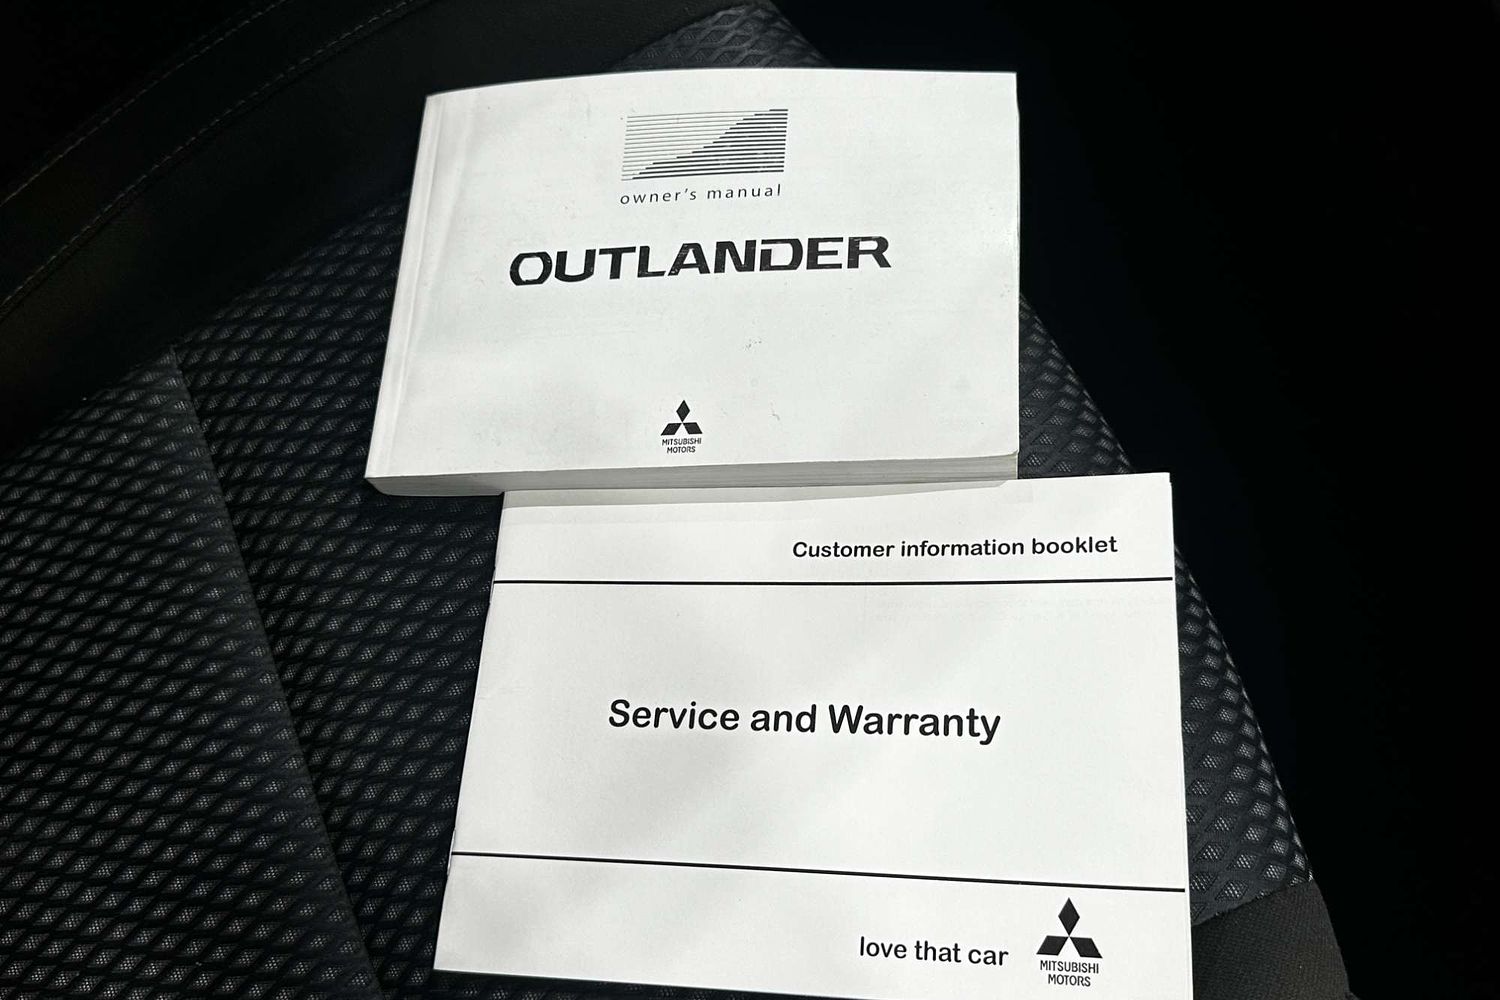 owner's manual
OUTLANDER
MITSUBISHI
MOTORS
Customer information booklet
Service and Warranty
love that car
MITSUBISHI
MOTORS